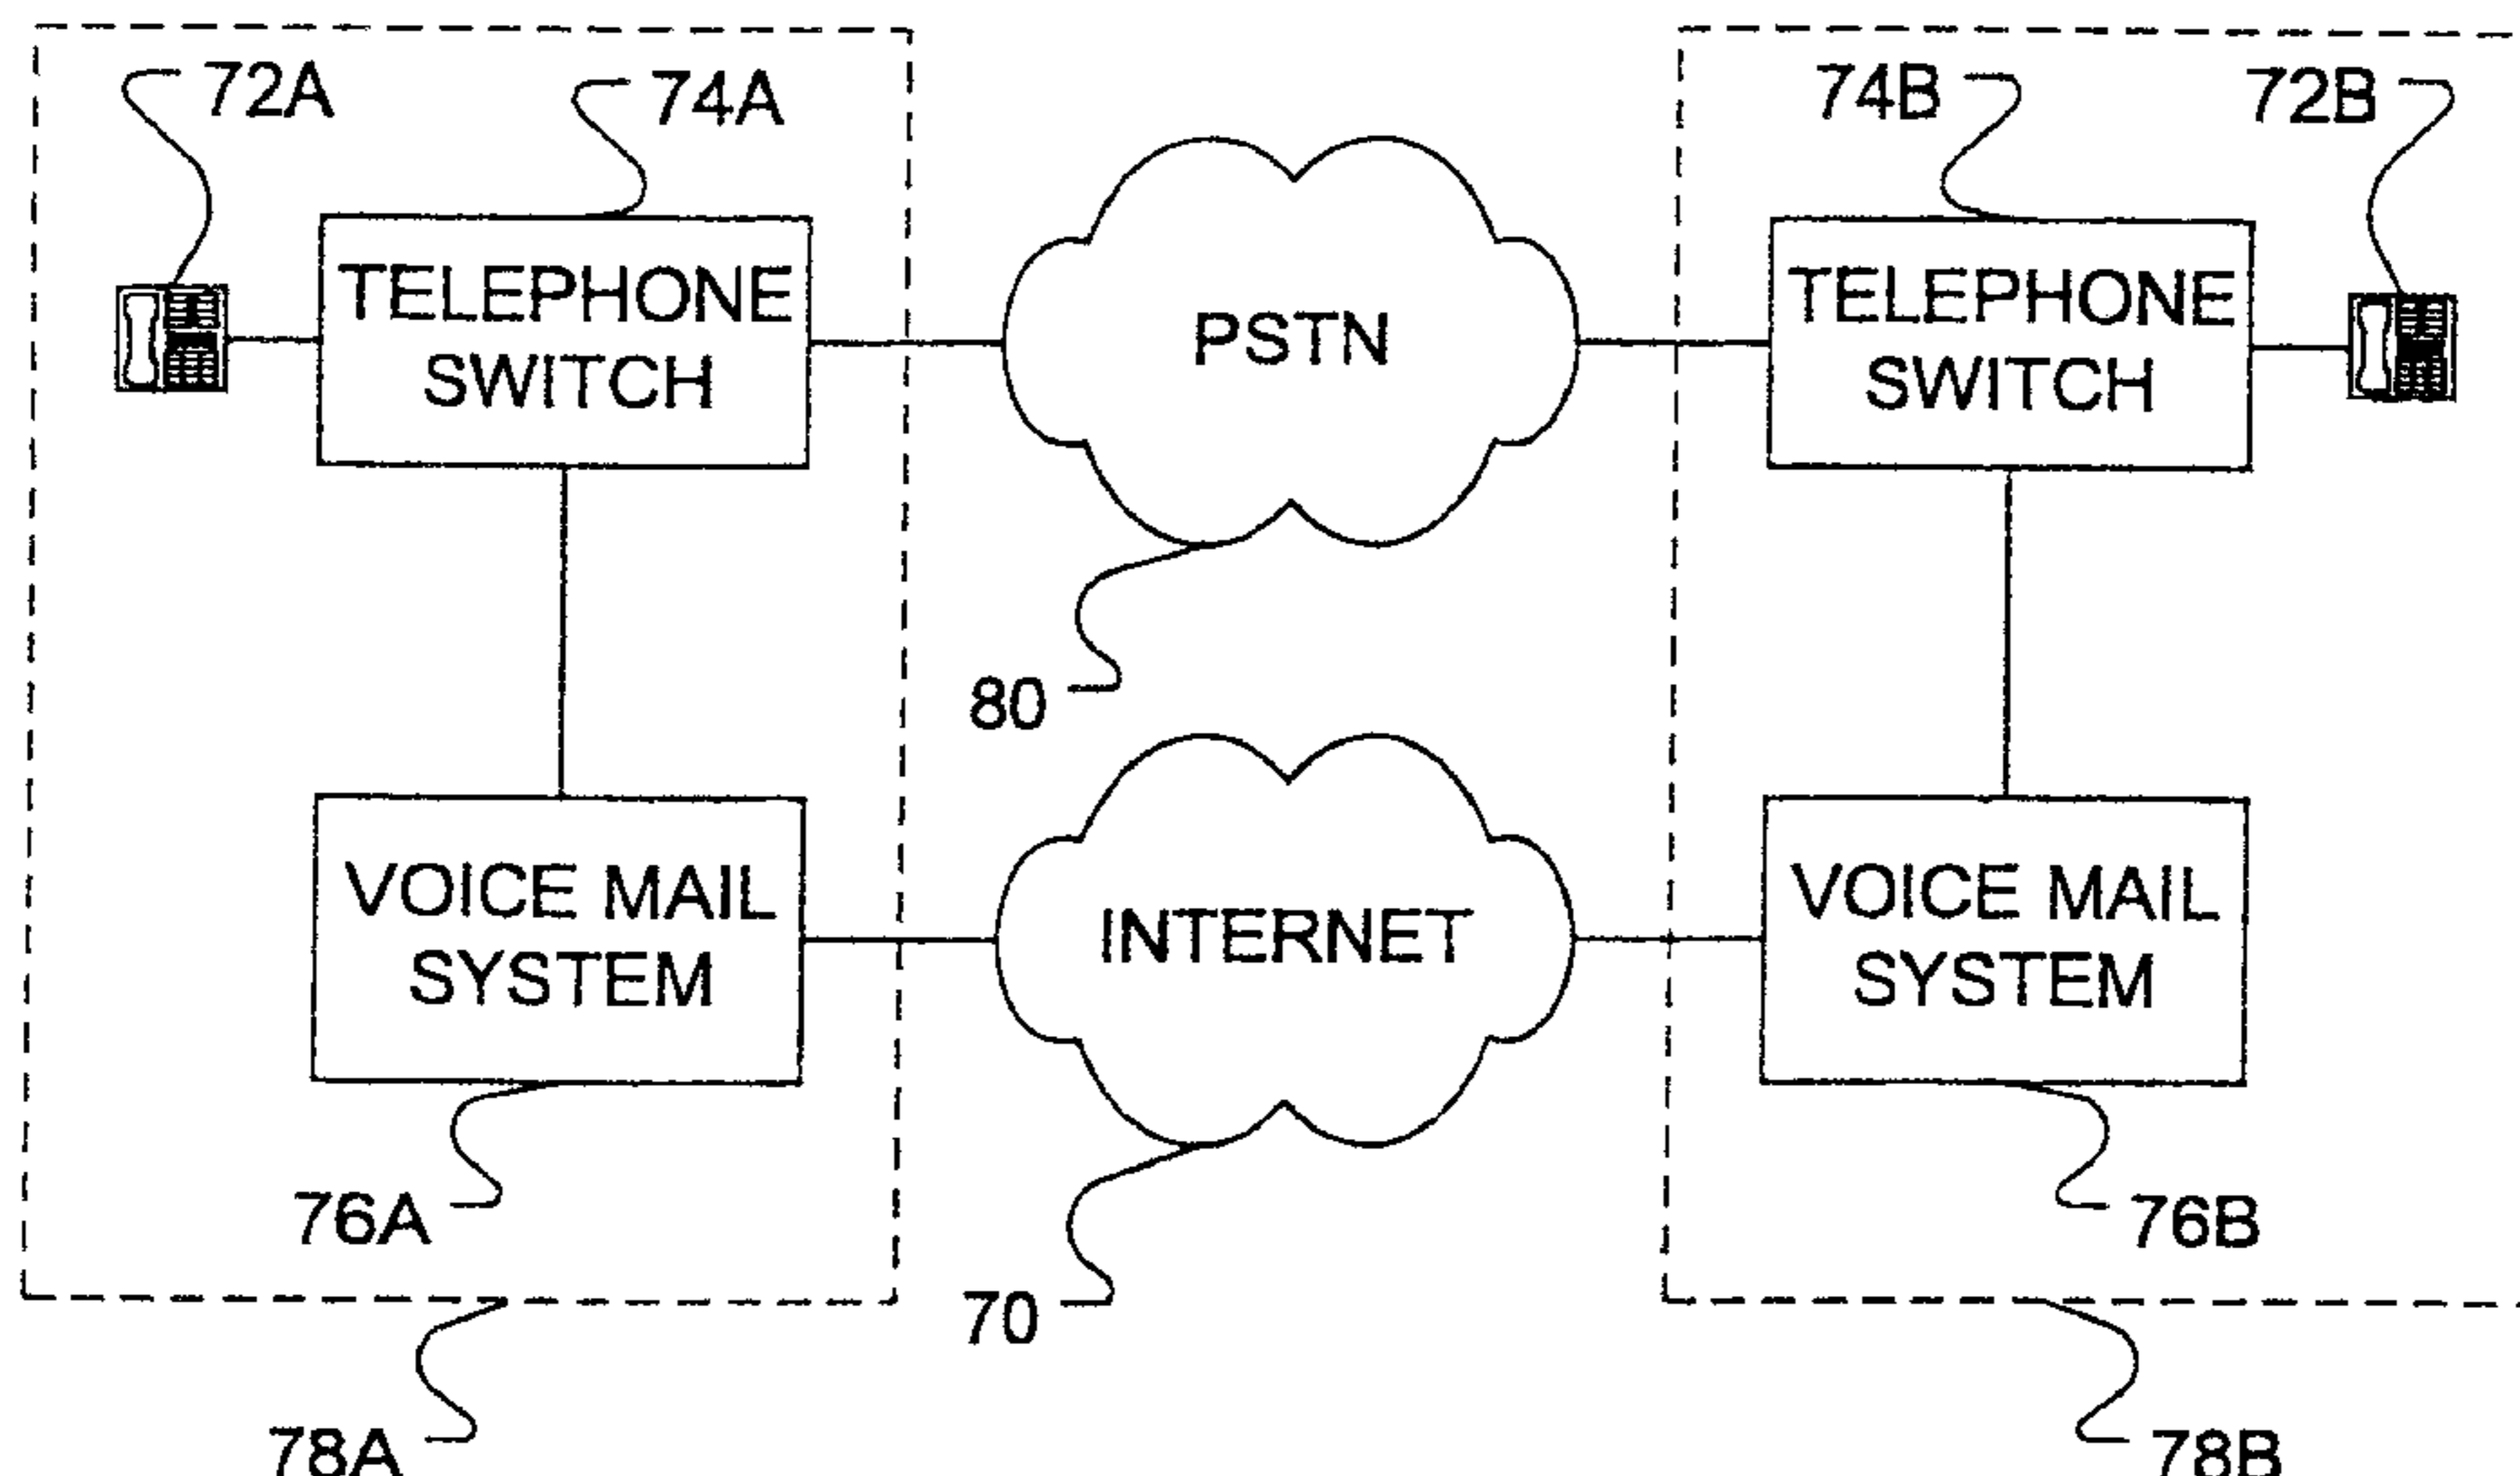 72A
74A
74B
72B
TELEPHONE
SWITCH
PSTN
TELEPHONE
SWITCH
80
VOICE MAIL
SYSTEM
INTERNET
VOICE MAIL
SYSTEM
76A
76B
70
78A
78B